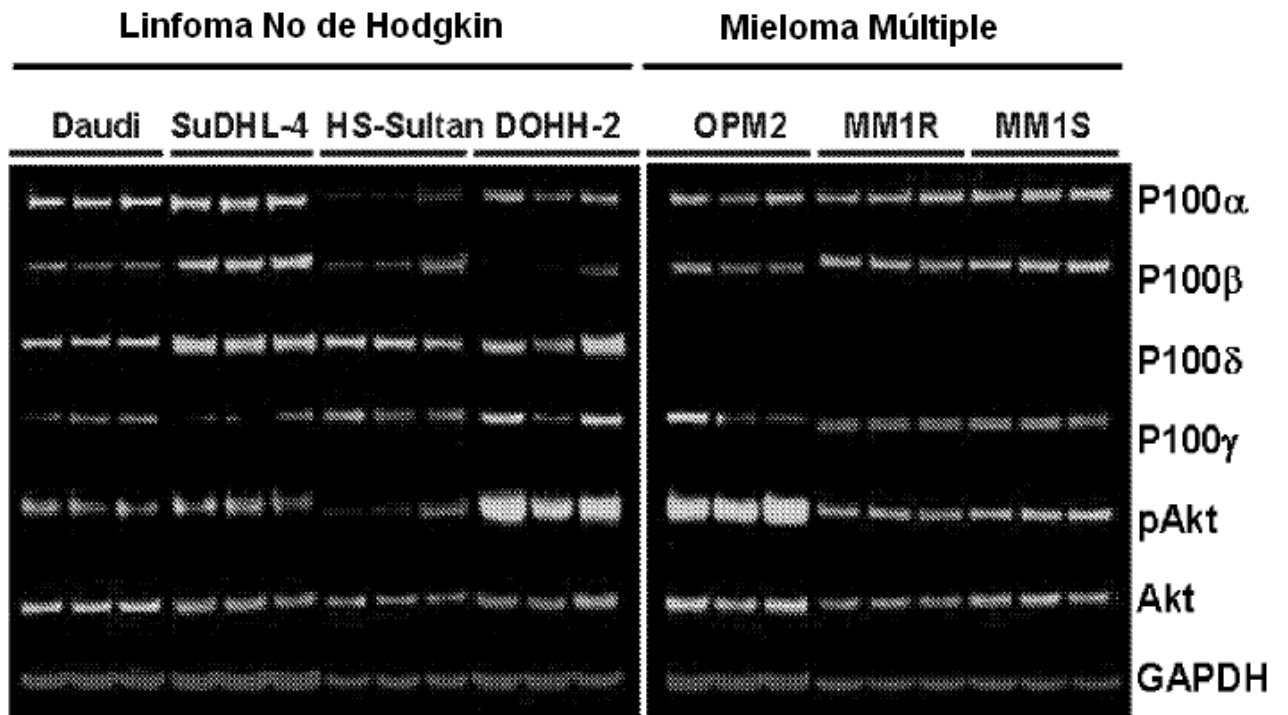 Linfoma No de Hodgkin Mieloma Múltiple
Daudi SuDHL-4 HS-Sultan DOHH-2 OPM2 MM1R MM1S
P100α
P100β
P100δ
P100γ
pAkt
Akt
GAPDH